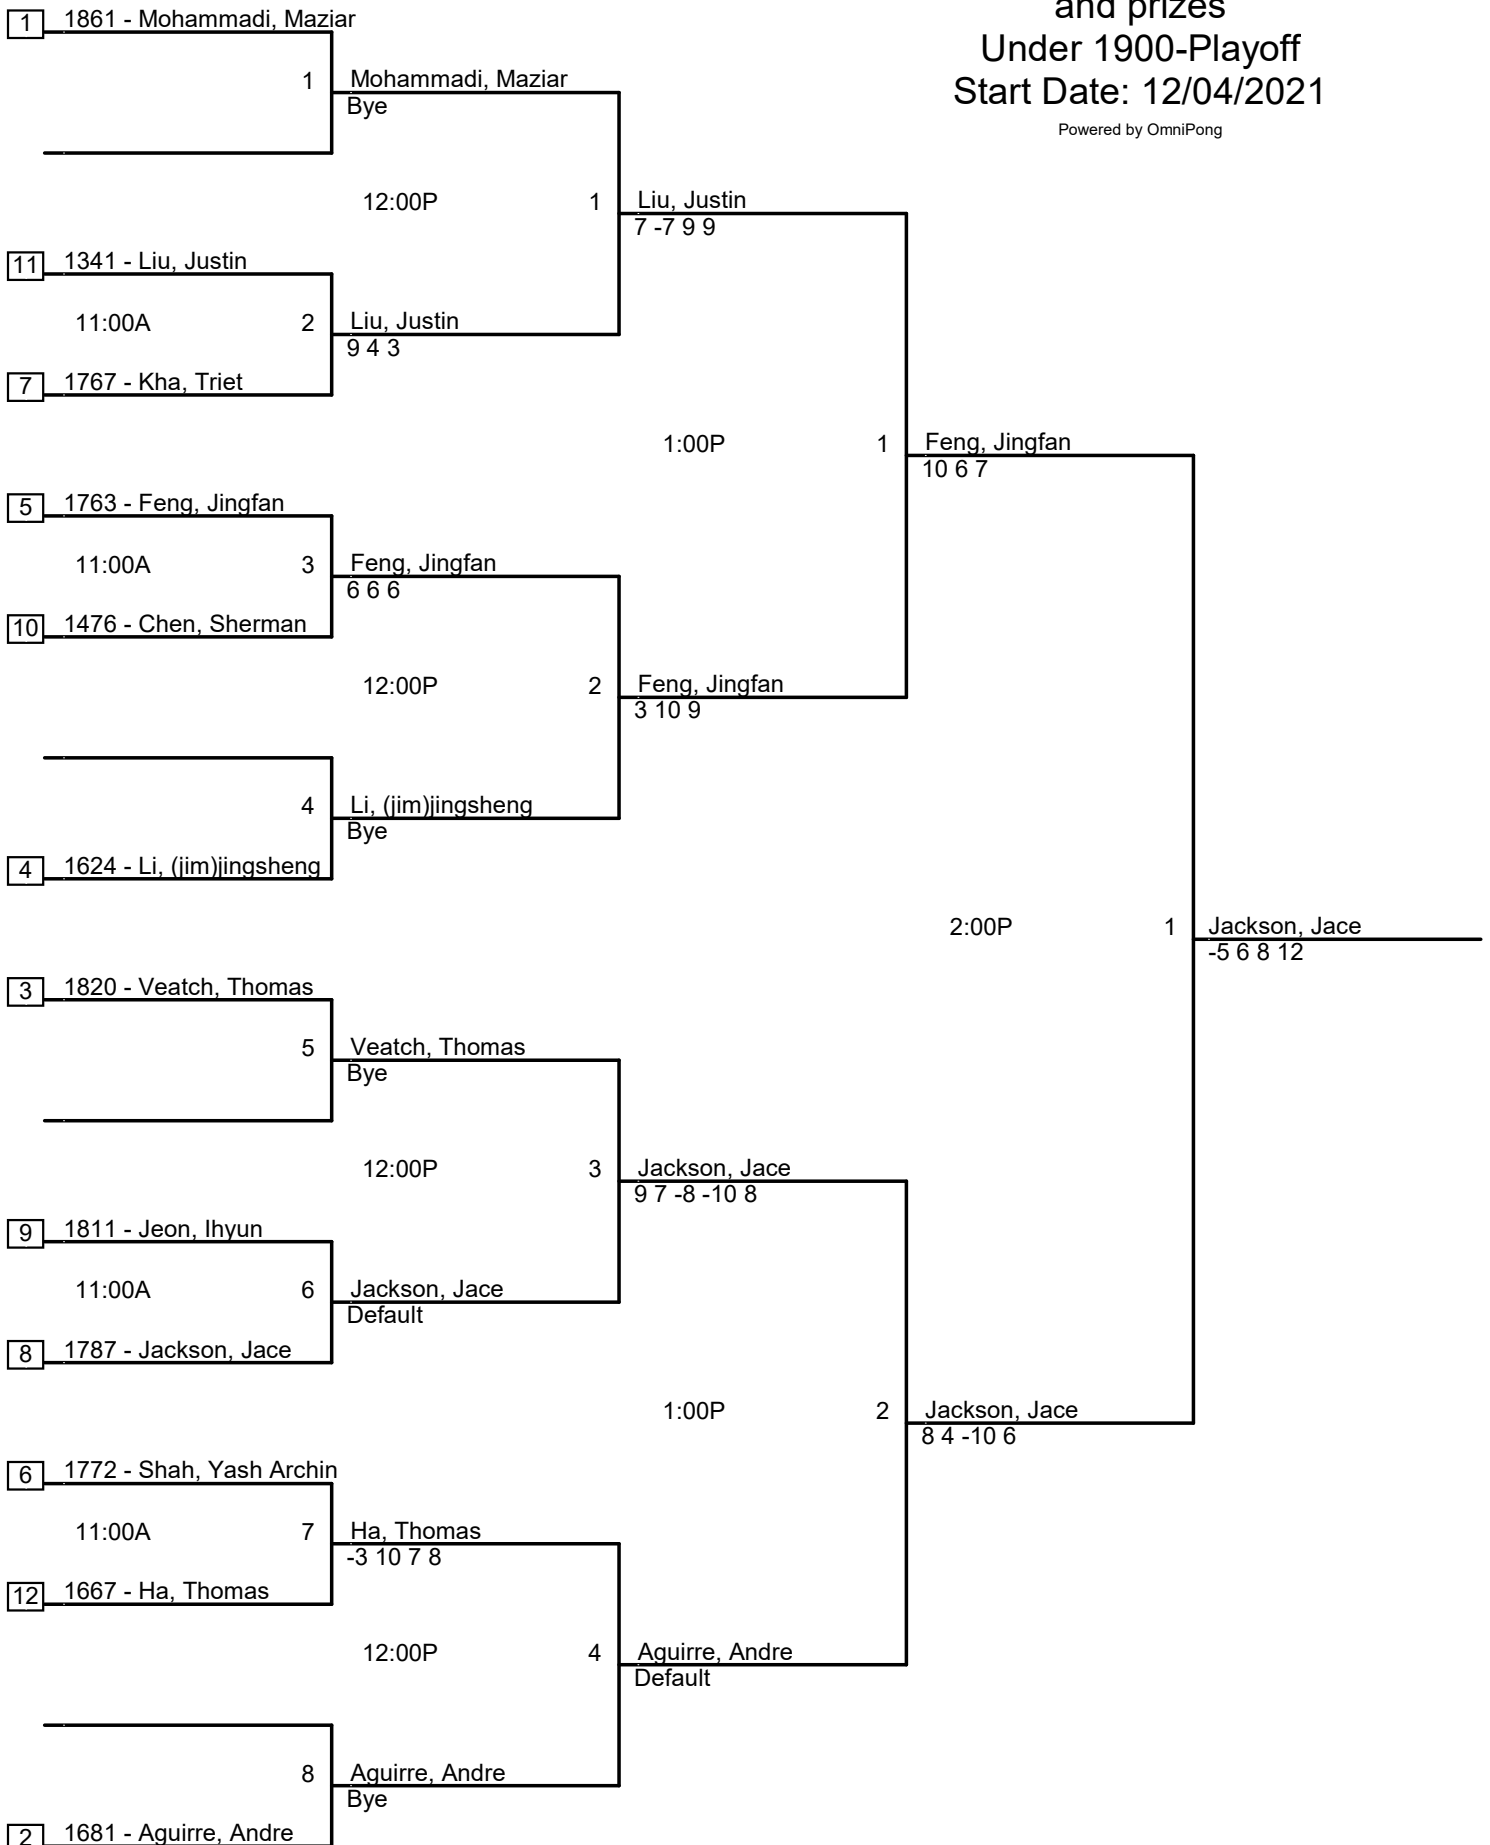 and prizes
Under 1900-Playoff
Start Date: 12/04/2021
Powered by OmniPong
1 1861 - Mohammadi, Maziar
1 Mohammadi, Maziar
Bye
12:00P 1 Liu, Justin
7 -7 9 9
11 1341 - Liu, Justin
11:00A 2 Liu, Justin
9 4 3
7 1767 - Kha, Triet
1:00P 1 Feng, Jingfan
10 6 7
5 1763 - Feng, Jingfan
11:00A 3 Feng, Jingfan
6 6 6
10 1476 - Chen, Sherman
12:00P 2 Feng, Jingfan
3 10 9
4 Li, (jim)jingsheng
Bye
4 1624 - Li, (jim)jingsheng
2:00P 1 Jackson, Jace
-5 6 8 12
3 1820 - Veatch, Thomas
5 Veatch, Thomas
Bye
12:00P 3 Jackson, Jace
9 7 -8 -10 8
9 1811 - Jeon, Ihyun
11:00A 6 Jackson, Jace
Default
8 1787 - Jackson, Jace
1:00P 2 Jackson, Jace
8 4 -10 6
6 1772 - Shah, Yash Archin
11:00A 7 Ha, Thomas
-3 10 7 8
12 1667 - Ha, Thomas
12:00P 4 Aguirre, Andre
Default
8 Aguirre, Andre
Bye
2 1681 - Aguirre, Andre